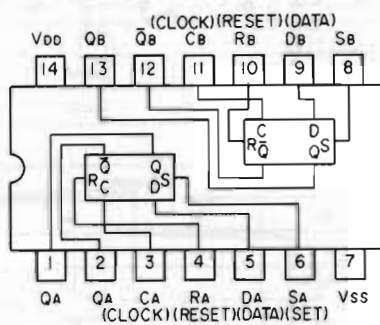 (CLOCK)(RESET)(DATA)
VDD QB Q̅B CB RB DB SB
14 13 12 11 10 9 8
C D
R S
Q̅ Q
Q̅ Q
R S
C D
1 2 3 4 5 6 7
QA QA CA RA DA SA VSS
(CLOCK)(RESET)(DATA)(SET)